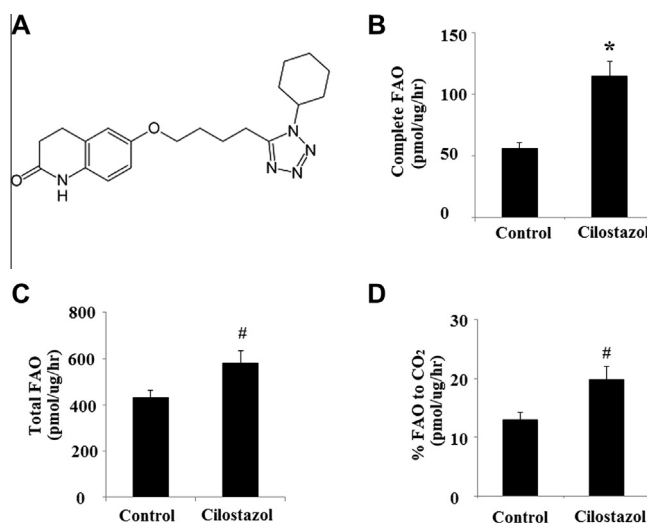 A
O
N
H
O
N
N
N
N
B
Complete FAO
(pmol/ug/hr)
150
100
50
0
*
Control Cilostazol
C
Total FAO
(pmol/ug/hr)
800
600
400
200
0
#
Control Cilostazol
D
% FAO to CO₂
(pmol/ug/hr)
30
20
10
0
#
Control Cilostazol